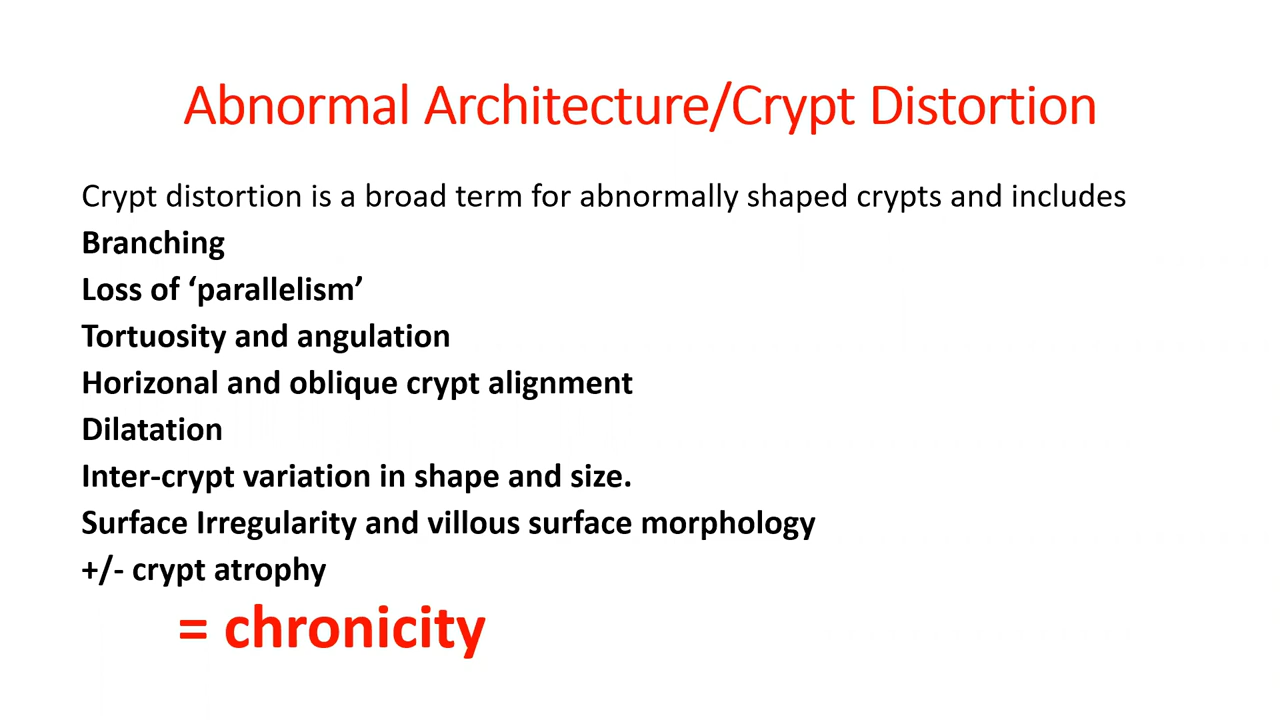 Abnormal Architecture/Crypt Distortion
Crypt distortion is a broad term for abnormally shaped crypts and includes
Branching
Loss of ‘parallelism’
Tortuosity and angulation
Horizonal and oblique crypt alignment
Dilatation
Inter-crypt variation in shape and size.
Surface Irregularity and villous surface morphology
+/- crypt atrophy
= chronicity